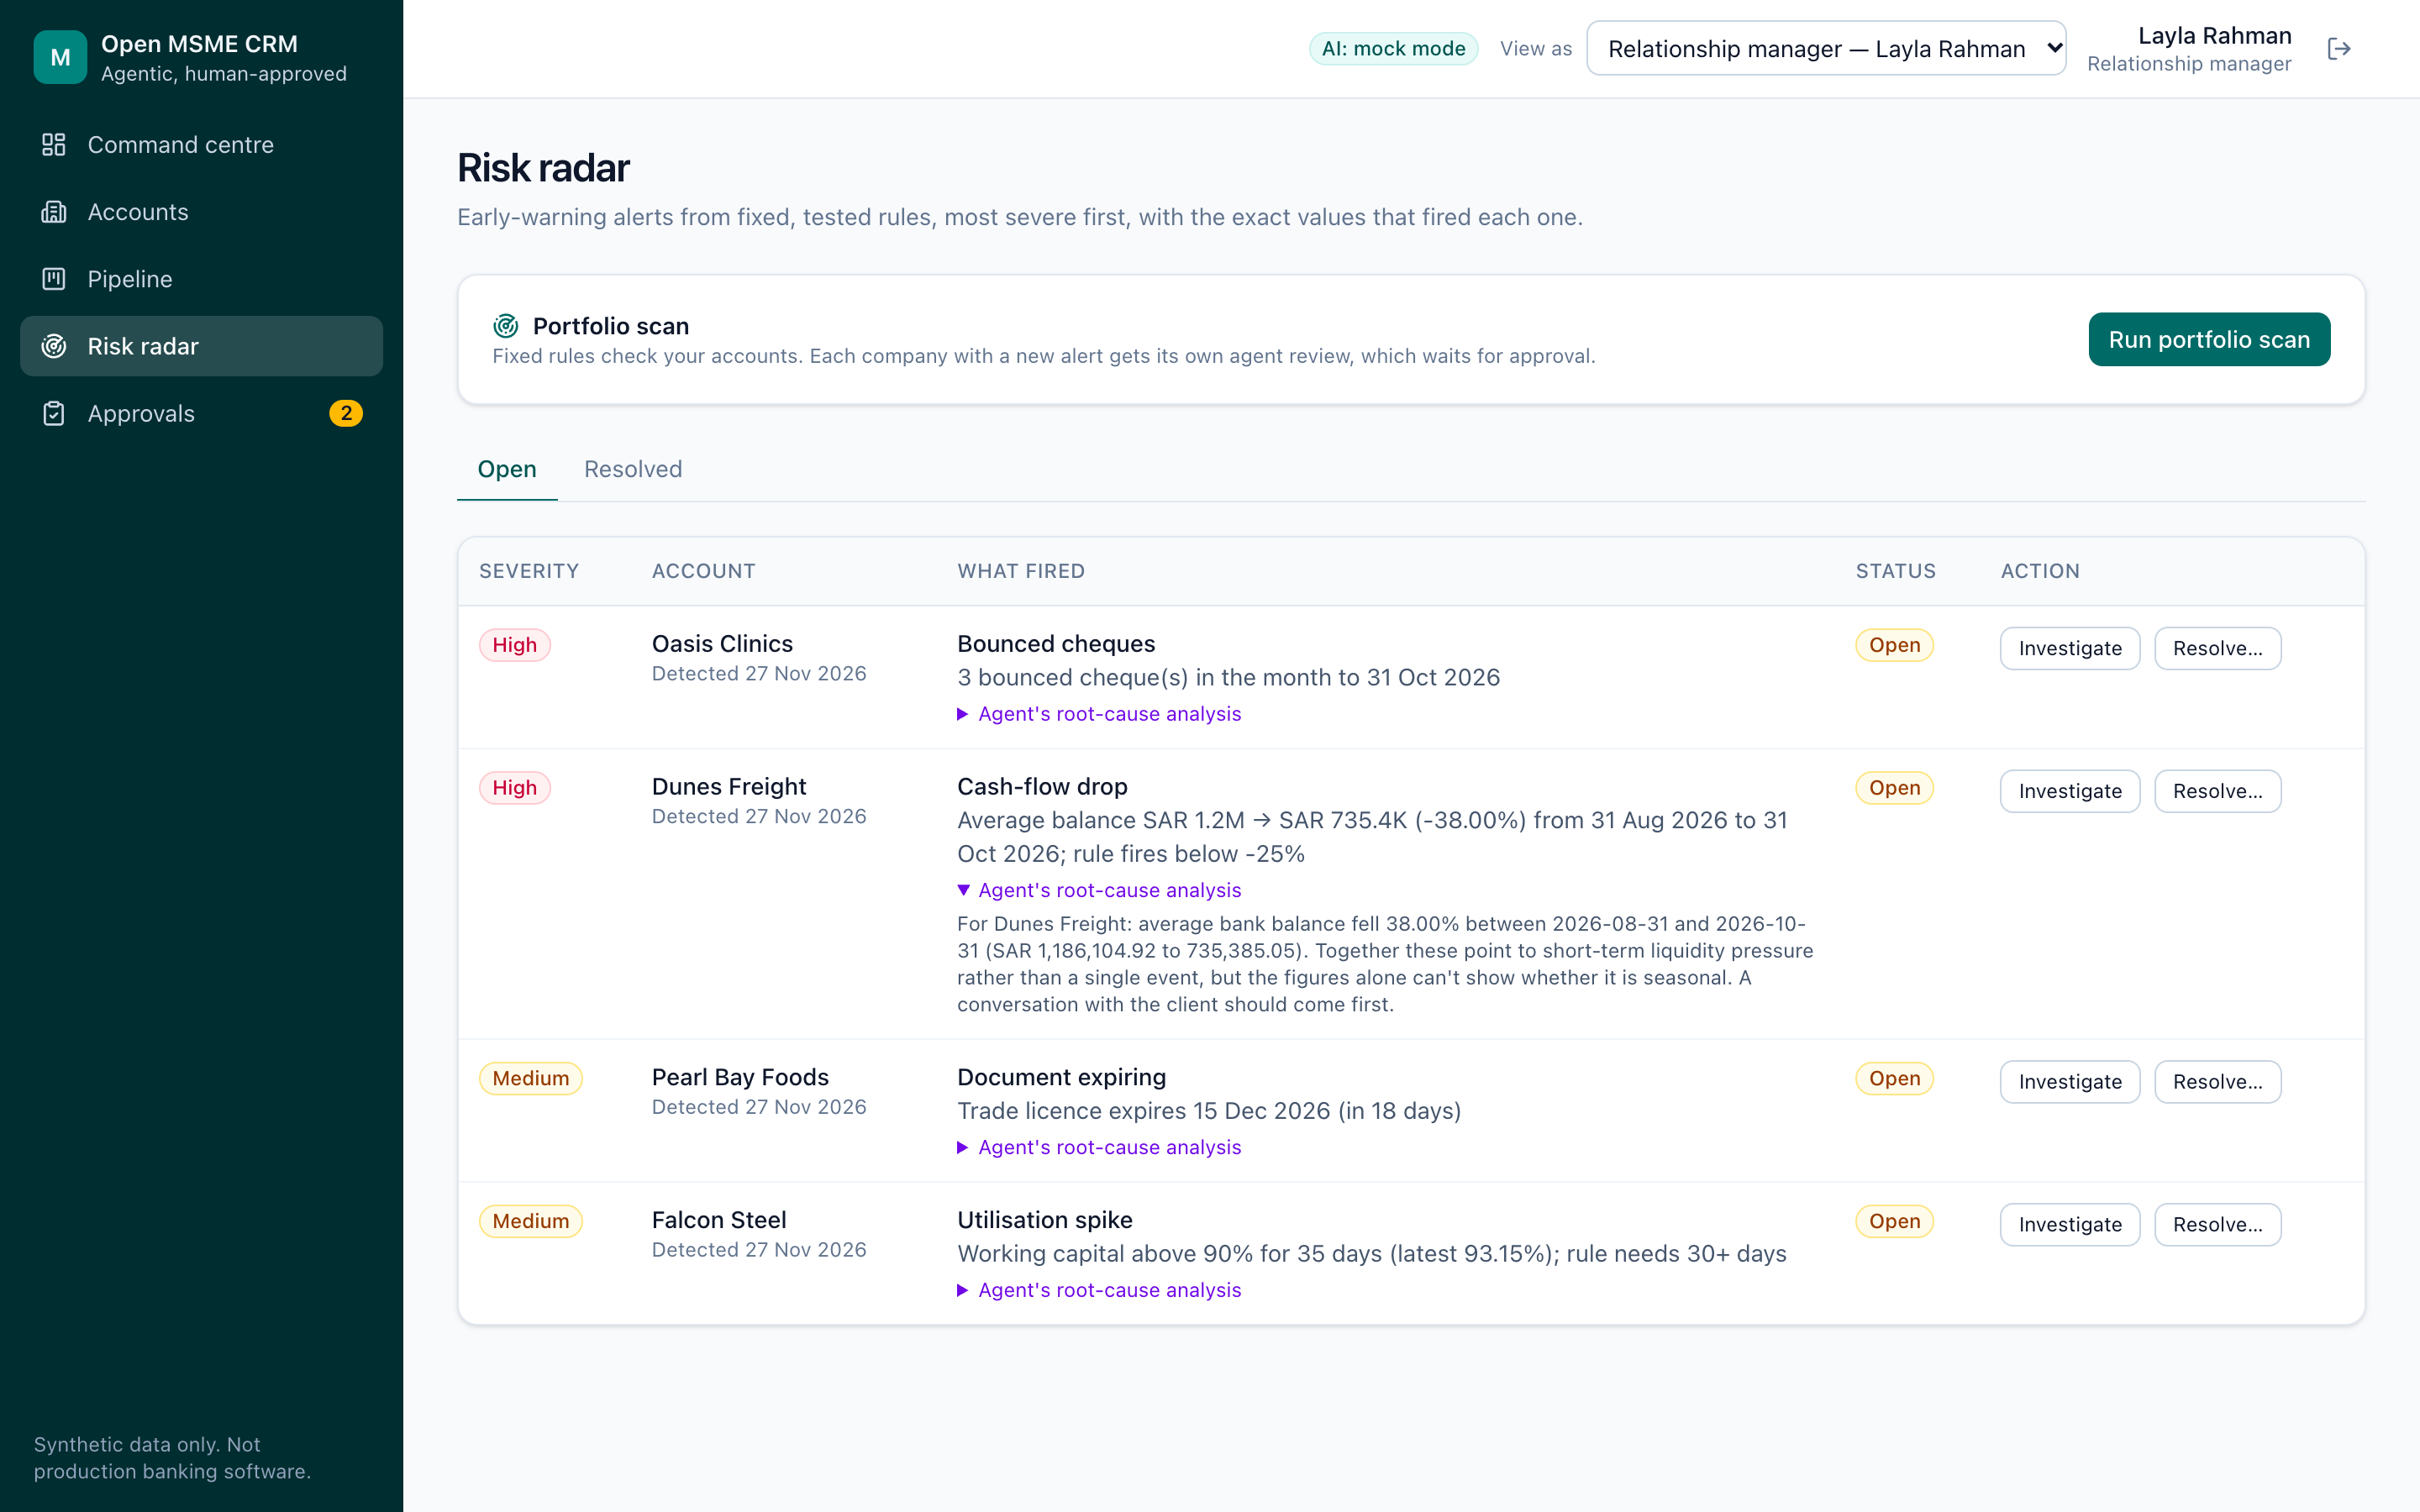 M
Open MSME CRM
Agentic, human-approved
Command centre
Accounts
Pipeline
Risk radar
Approvals
2
Synthetic data only. Not
production banking software.
AI: mock mode
View as
Relationship manager — Layla Rahman
Layla Rahman
Relationship manager
Risk radar
Early-warning alerts from fixed, tested rules, most severe first, with the exact values that fired each one.
Portfolio scan
Fixed rules check your accounts. Each company with a new alert gets its own agent review, which waits for approval.
Run portfolio scan
Open
Resolved
SEVERITY
ACCOUNT
WHAT FIRED
STATUS
ACTION
High
Oasis Clinics
Detected 27 Nov 2026
Bounced cheques
3 bounced cheque(s) in the month to 31 Oct 2026
▶ Agent's root-cause analysis
Open
Investigate
Resolve…
High
Dunes Freight
Detected 27 Nov 2026
Cash-flow drop
Average balance SAR 1.2M → SAR 735.4K (-38.00%) from 31 Aug 2026 to 31
Oct 2026; rule fires below -25%
▼ Agent's root-cause analysis
For Dunes Freight: average bank balance fell 38.00% between 2026-08-31 and 2026-10-
31 (SAR 1,186,104.92 to 735,385.05). Together these point to short-term liquidity pressure
rather than a single event, but the figures alone can't show whether it is seasonal. A
conversation with the client should come first.
Open
Investigate
Resolve…
Medium
Pearl Bay Foods
Detected 27 Nov 2026
Document expiring
Trade licence expires 15 Dec 2026 (in 18 days)
▶ Agent's root-cause analysis
Open
Investigate
Resolve…
Medium
Falcon Steel
Detected 27 Nov 2026
Utilisation spike
Working capital above 90% for 35 days (latest 93.15%); rule needs 30+ days
▶ Agent's root-cause analysis
Open
Investigate
Resolve…